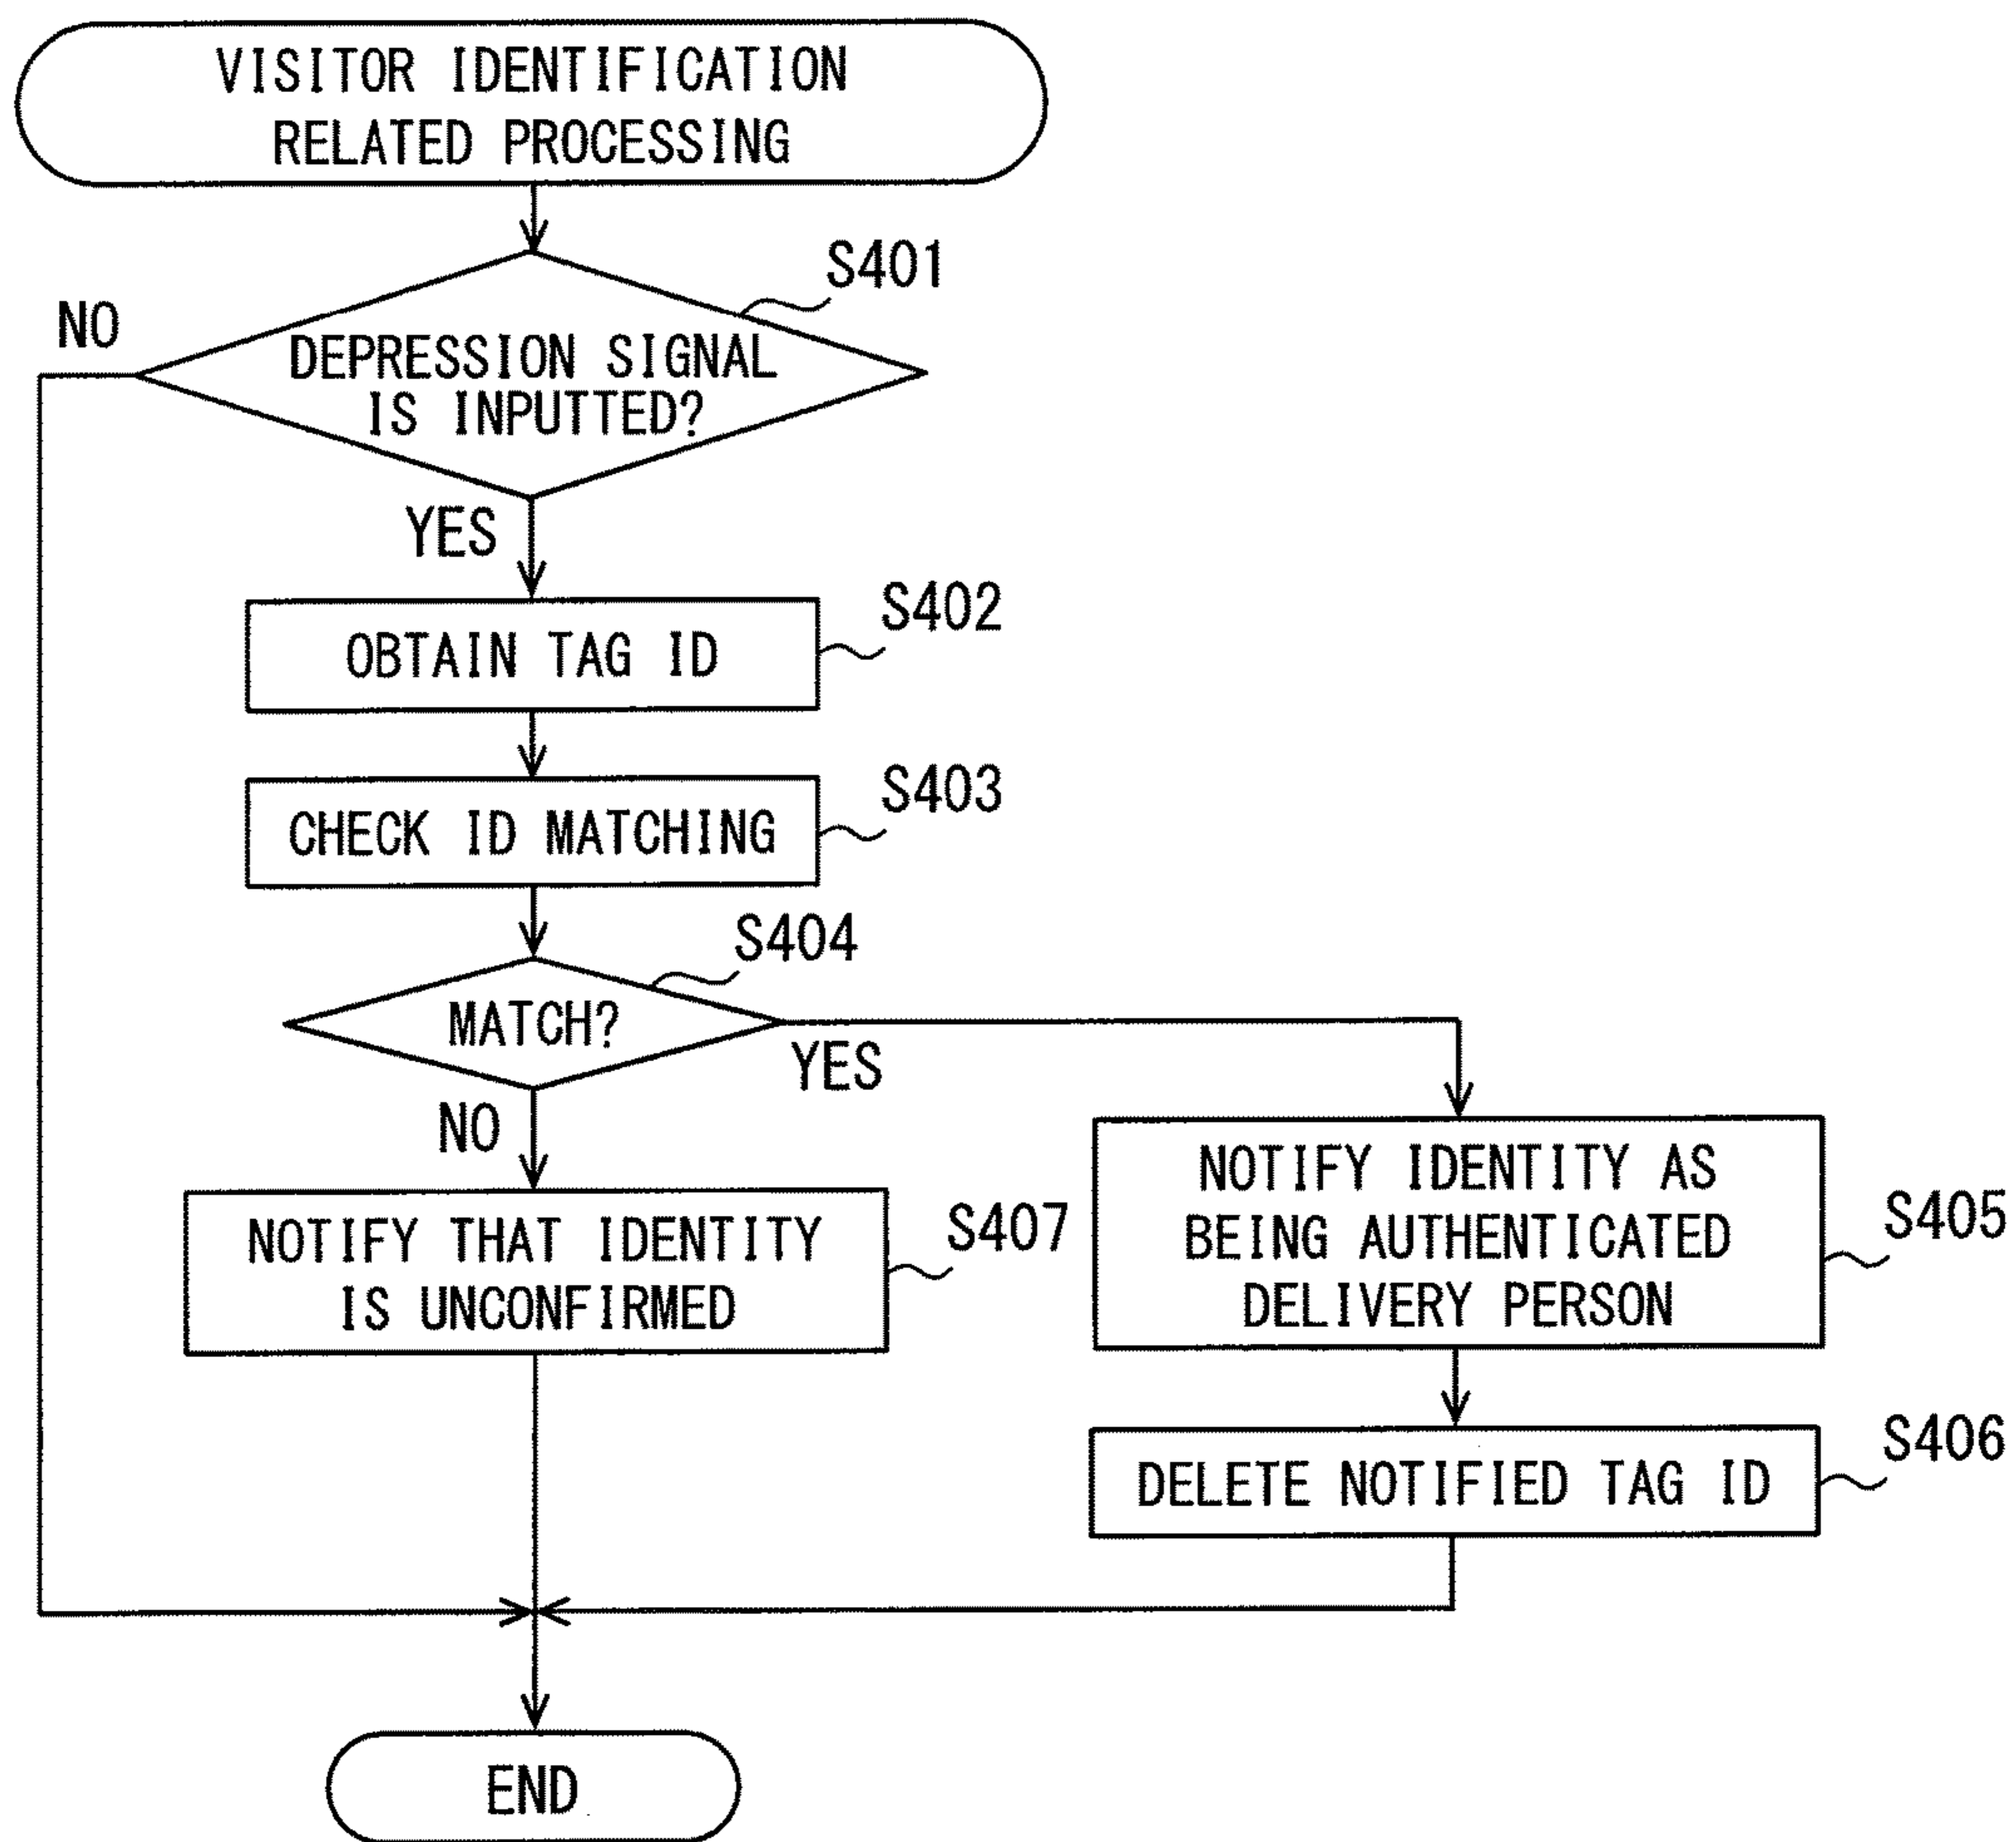 VISITOR IDENTIFICATION
RELATED PROCESSING
S401
NO
DEPRESSION SIGNAL
IS INPUTTED?
YES
S402
OBTAIN TAG ID
S403
CHECK ID MATCHING
S404
MATCH?
YES
NO
NOTIFY IDENTITY AS
BEING AUTHENTICATED
DELIVERY PERSON
S405
NOTIFY THAT IDENTITY
IS UNCONFIRMED
S407
S406
DELETE NOTIFIED TAG ID
END